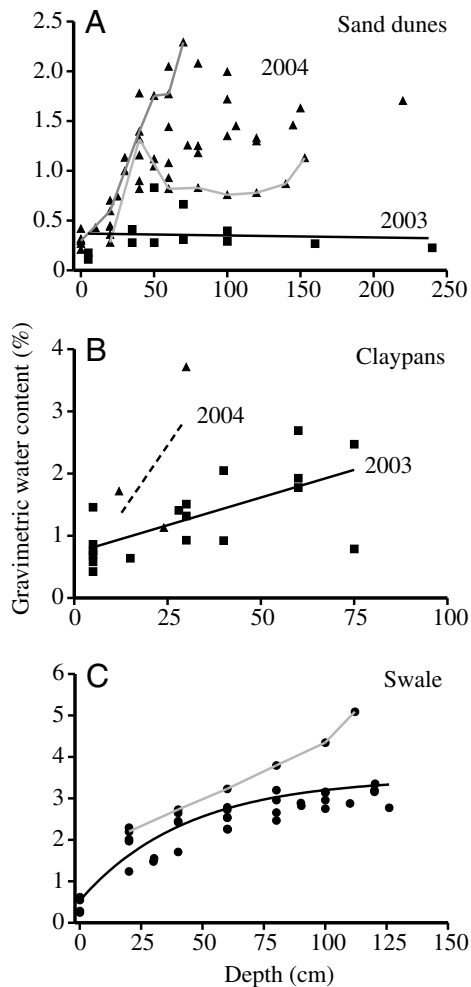 A
Sand dunes
2.5
2004
2.0
1.5
1.0
0.5
2003
0
0 50 100 150 200 250
B
Claypans
4
3
2004
2
2003
1
0
0 25 50 75 100
Gravimetric water content (%)
C
Swale
6
5
4
3
2
1
0
0 25 50 75 100 125 150
Depth (cm)